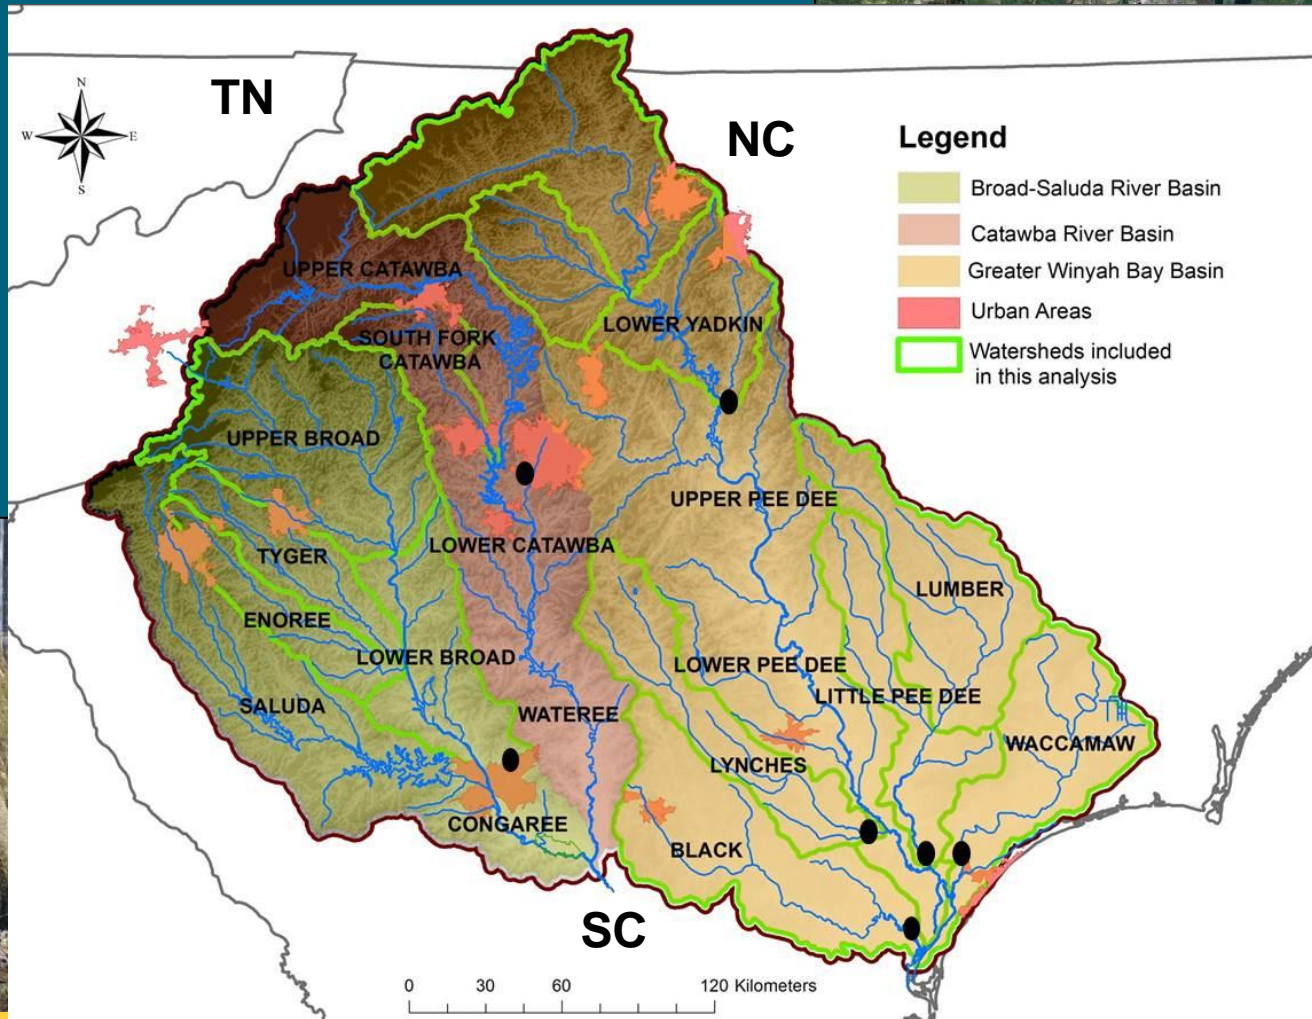 TN
N
W
E
S
NC
Legend
Broad-Saluda River Basin
Catawba River Basin
Greater Winyah Bay Basin
Urban Areas
Watersheds included
in this analysis
UPPER CATAWBA
SOUTH FORK
CATAWBA
LOWER YADKIN
UPPER BROAD
UPPER PEE DEE
TYGER
LOWER CATAWBA
LUMBER
ENOREE
LOWER BROAD
LOWER PEE DEE
LITTLE PEE DEE
SALUDA
WATEREE
WACCAMAW
LYNCHES
CONGAREE
BLACK
SC
0 30 60 120 Kilometers